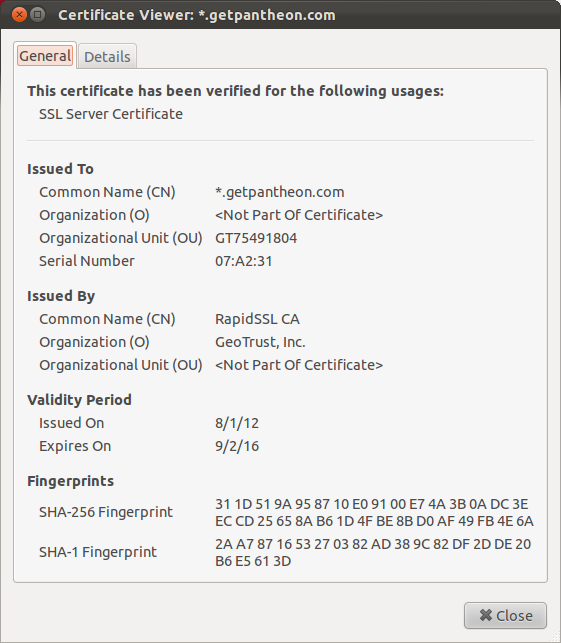 Certificate Viewer: *.getpantheon.com
General Details
This certificate has been verified for the following usages:
SSL Server Certificate
Issued To
Common Name (CN) *.getpantheon.com
Organization (O) <Not Part Of Certificate>
Organizational Unit (OU) GT75491804
Serial Number 07:A2:31
Issued By
Common Name (CN) RapidSSL CA
Organization (O) GeoTrust, Inc.
Organizational Unit (OU) <Not Part Of Certificate>
Validity Period
Issued On 8/1/12
Expires On 9/2/16
Fingerprints
SHA-256 Fingerprint 31 1D 51 9A 95 87 10 E0 91 00 E7 4A 3B 0A DC 3E
EC CD 25 65 8A B6 1D 4F BE 8B D0 AF 49 FB 4E 6A
SHA-1 Fingerprint 2A A7 87 16 53 27 03 82 AD 38 9C 82 DF 2D DE 20
B6 E5 61 3D
Close